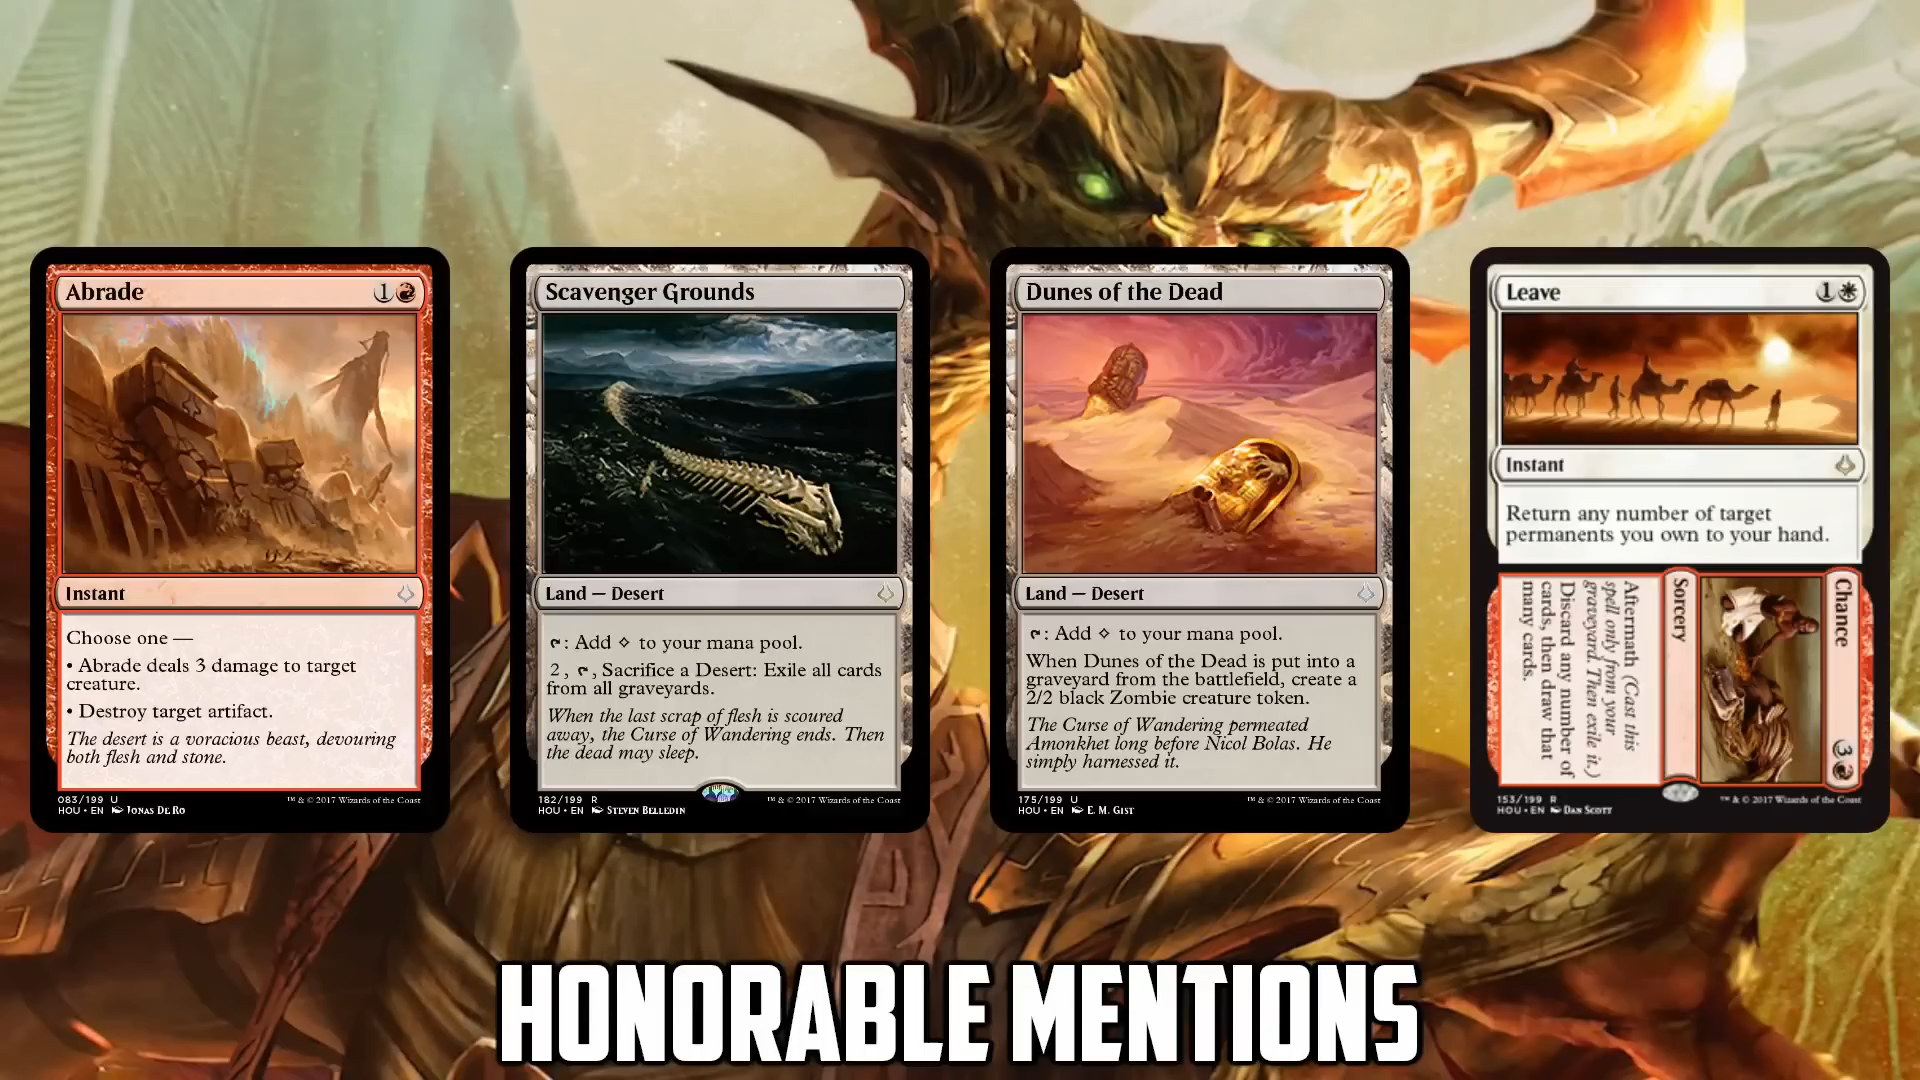 Abrade 1
Instant
Choose one —
• Abrade deals 3 damage to target
creature.
• Destroy target artifact.
The desert is a voracious beast, devouring
both flesh and stone.
083/199 U
HOU • EN JONAS DE RO
™ & © 2017 Wizards of the Coast
Scavenger Grounds
Land — Desert
: Add to your mana pool.
2, , Sacrifice a Desert: Exile all cards
from all graveyards.
When the last scrap of flesh is scoured
away, the Curse of Wandering ends. Then
the dead may sleep.
182/199 R
HOU • EN STEVEN BELLEDIN
™ & © 2017 Wizards of the Coast
Dunes of the Dead
Land — Desert
: Add to your mana pool.
When Dunes of the Dead is put into a
graveyard from the battlefield, create a
2/2 black Zombie creature token.
The Curse of Wandering permeated
Amonkhet long before Nicol Bolas. He
simply harnessed it.
175/199 U
HOU • EN E. M. GIST
™ & © 2017 Wizards of the Coast
Leave 1
Instant
Return any number of target
permanents you own to your hand.
Chance 3
Sorcery
Aftermath (Cast this
spell only from your
graveyard. Then exile it.)
Discard any number of
cards, then draw that
many cards.
153/199 R
HOU • EN DAN SCOTT
™ & © 2017 Wizards of the Coast
HONORABLE MENTIONS